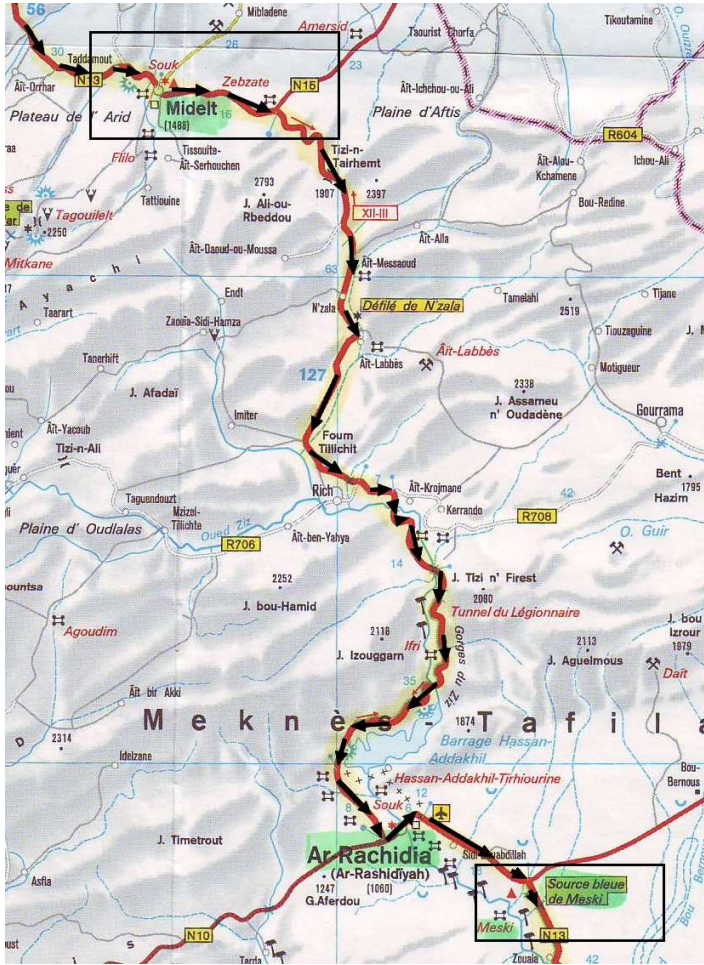 56
Mibladene
Tikoutamine
30
Taddamout
Souk
26
Amersid
Taourist Chorfa
N13
Zebzate
N15
23
Aït-Orrhar
Midelt
(1488)
16
Aït-Ichchou-ou-Ali
Plateau de l' Arid
Plaine d'Aftis
R604
Flilo
Tissouite-
Aït-Serhouchen
Tizi-n-
Tairhemt
Aït-Alou-
Kchamene
Ichou-Ali
Tagouilelt
Tattiouine
2793
J. Ali-ou-
Rbeddou
1907
2397
Bou-Redine
XII-III
2250
Aït-Alla
Mitkane
Aït-Daoud-ou-Moussa
Aït-Messaoud
63
Ayachi
Endt
N'zala
Défilé de N'zala
Tamelahl
Tijane
2519
Taarart
Zaouïa-Sidi-Hamza
Tiouzaguine
Tanerhift
Aït-Labbès
Aït-Labbès
Motigueur
127
J. Afadaï
2338
J. Assameu
n' Oudadène
Gourrama
Imiter
Aït-Yacoub
Foum
Tillichit
Tizi-n-Ali
Bent
Hazim
1795
Rich
Aït-Krojmane
42
Taguendouzt
Kerrando
Mzizel-
Tillichte
Oued Ziz
R708
Plaine d' Oudlalas
Aït-ben-Yahya
O. Guir
R706
14
2252
J. Tizi n' Firest
2080
J. bou-Hamid
Tunnel du Légionnaire
Agoudim
2118
Ifri
J. Izouggarn
Gorges du Ziz
2113
J. Aguelmous
J. bou
Izrour
1979
Daït
35
Aït bir Akki
Meknès-Tafila
2314
1874
Idelzane
Barrage Hassan-
Addakhil
Bou-
Bernous
Hassan-Addakhil-Tirhiourine
Souk
12
8
6
J. Timetrout
Ar-Rachidia
(Ar-Rashidïyah)
1247
(1060)
G.Aferdou
Asfla
Source bleue
de Meski
Meski
N10
N13
Tarda
Zouala
42